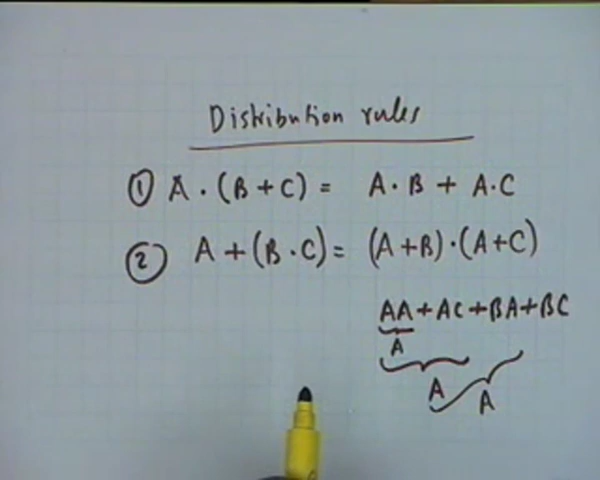 Distribution rules
① A . (B + C) = A . B + A . C
② A + (B . C) = (A + B) . (A + C)
AA + AC + BA + BC
A
A
A